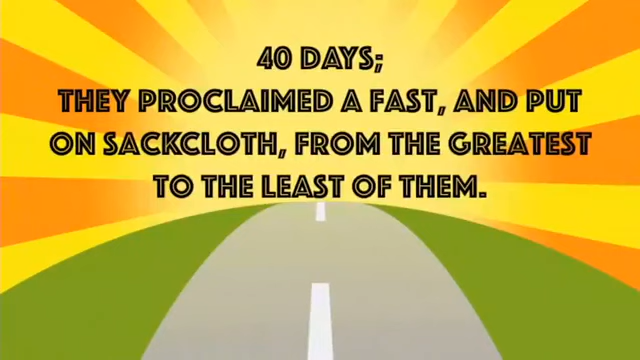 40 DAYS;
THEY PROCLAIMED A FAST, AND PUT
ON SACKCLOTH, FROM THE GREATEST
TO THE LEAST OF THEM.